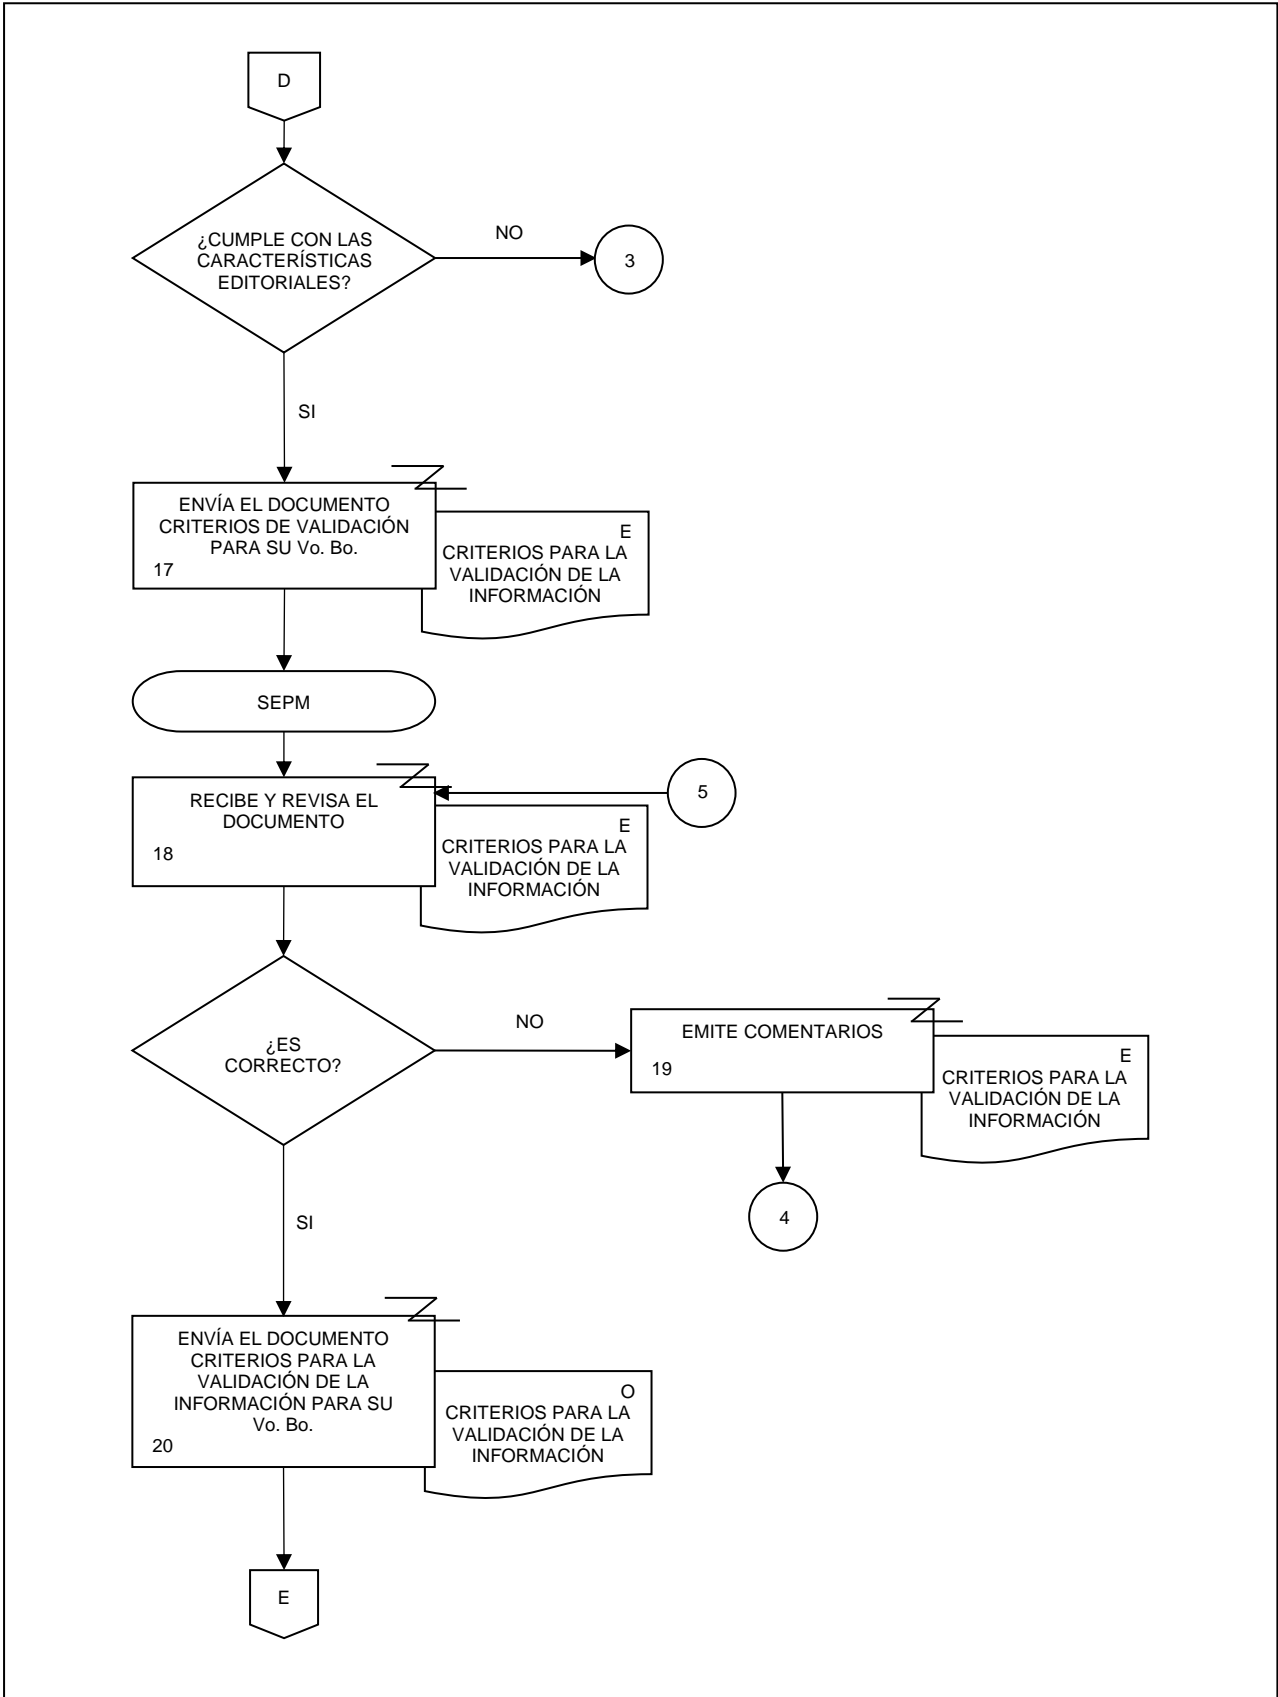 D
¿CUMPLE CON LAS
CARACTERÍSTICAS
EDITORIALES?
NO
3
SI
ENVÍA EL DOCUMENTO
CRITERIOS DE VALIDACIÓN
PARA SU Vo. Bo.
17
E
CRITERIOS PARA LA
VALIDACIÓN DE LA
INFORMACIÓN
SEPM
RECIBE Y REVISA EL
DOCUMENTO
18
5
E
CRITERIOS PARA LA
VALIDACIÓN DE LA
INFORMACIÓN
¿ES
CORRECTO?
NO
EMITE COMENTARIOS
19
E
CRITERIOS PARA LA
VALIDACIÓN DE LA
INFORMACIÓN
4
SI
ENVÍA EL DOCUMENTO
CRITERIOS PARA LA
VALIDACIÓN DE LA
INFORMACIÓN PARA SU
Vo. Bo.
20
O
CRITERIOS PARA LA
VALIDACIÓN DE LA
INFORMACIÓN
E